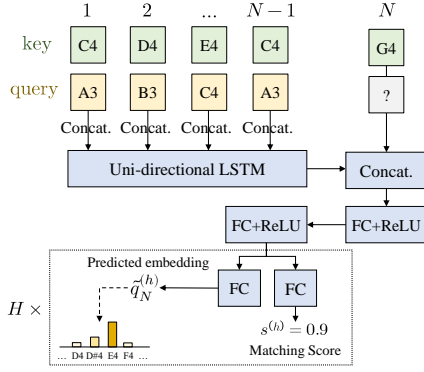 1 2 ... N − 1 N
key C4 D4 E4 C4 G4
query A3 B3 C4 A3 ?
Concat. Concat. Concat. Concat.
Uni-directional LSTM Concat.
FC+ReLU FC+ReLU
Predicted embedding
H × q̃_N^(h) FC FC
s^(h) = 0.9
... D4 D#4 E4 F4 ...
Matching Score